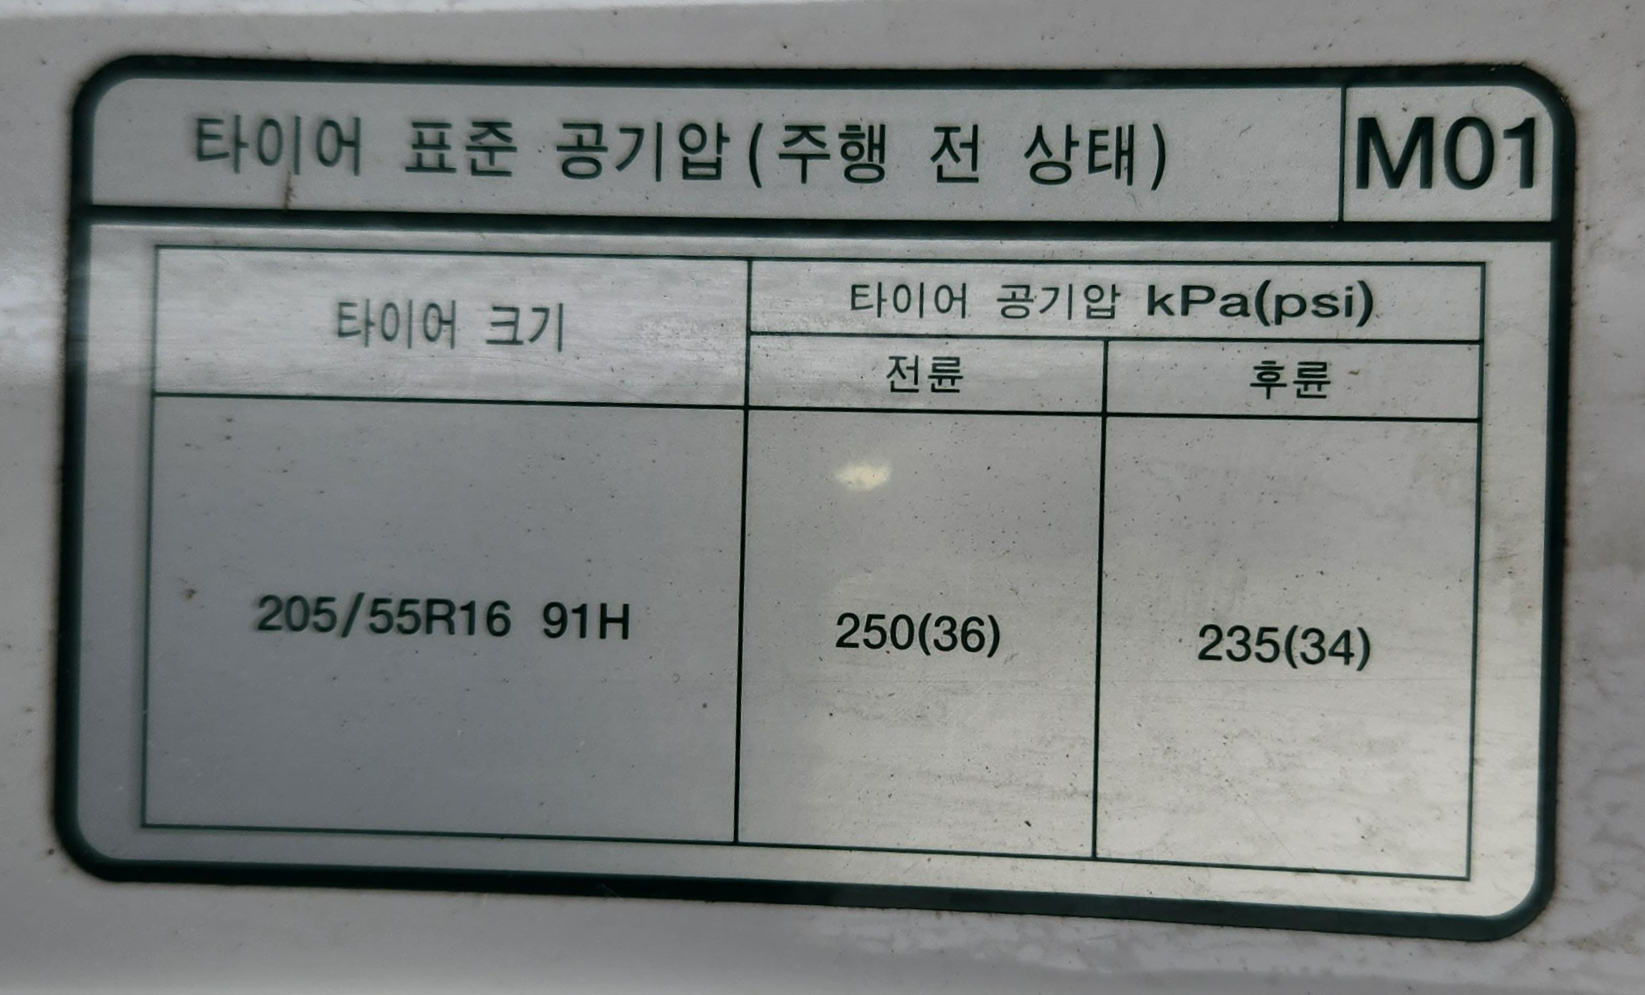 타이어 표준 공기압(주행 전 상태) M01
타이어 크기
타이어 공기압 kPa(psi)
전륜 후륜
205/55R16 91H 250(36) 235(34)